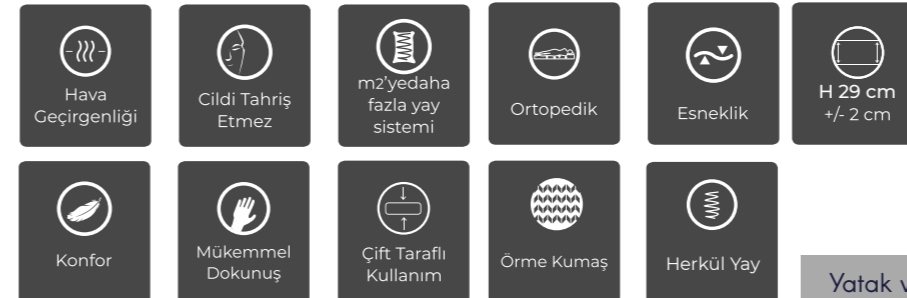 Hava
Geçirgenliği
Cildi Tahriş
Etmez
m2'yedaha
fazla yay
sistemi
Ortopedik
Esneklik
H 29 cm
+/- 2 cm
Konfor
Mükemmel
Dokunuş
Çift Taraflı
Kullanım
Örme Kumaş
Herkül Yay
Yatak v